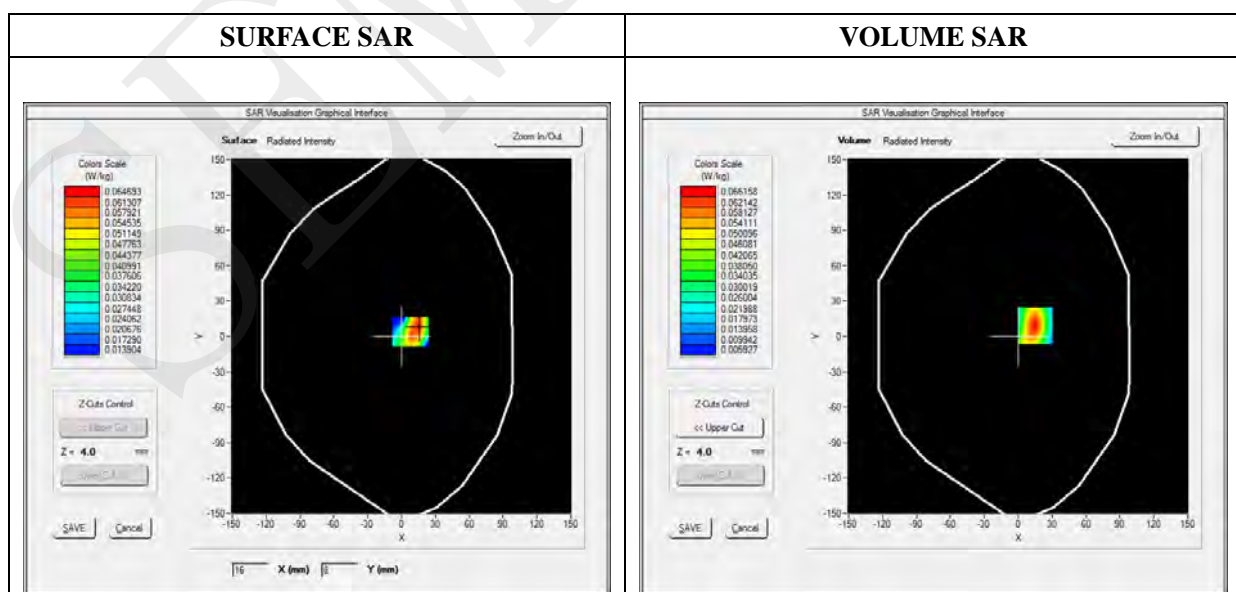 SURFACE SAR
VOLUME SAR
SAR Visualisation Graphical Interface
Surface Radiated Intensity
Zoom In/Out
Colors Scale
(W/kg)
0.064693
0.061307
0.057921
0.054535
0.051149
0.047763
0.044377
0.040991
0.037606
0.034220
0.030834
0.027448
0.024062
0.020676
0.017290
0.013904
Z-Cuts Control
<< Upper Cut
Z = 4.0 mm
SAVE
Cancel
150
120
90
60
30
0
-30
-60
-90
-120
-150
Y
-150 -120 -90 -60 -30 0 30 60 90 120 150
X
16 X (mm) 8 Y (mm)
SAR Visualisation Graphical Interface
Volume Radiated Intensity
Zoom In/Out
Colors Scale
(W/kg)
0.066158
0.062142
0.058127
0.054111
0.050096
0.046081
0.042065
0.038050
0.034035
0.030019
0.026004
0.021988
0.017973
0.013958
0.009942
0.005927
Z-Cuts Control
<< Upper Cut
Z = 4.0 mm
SAVE
Cancel
150
120
90
60
30
0
-30
-60
-90
-120
-150
Y
-150 -120 -90 -60 -30 0 30 60 90 120 150
X